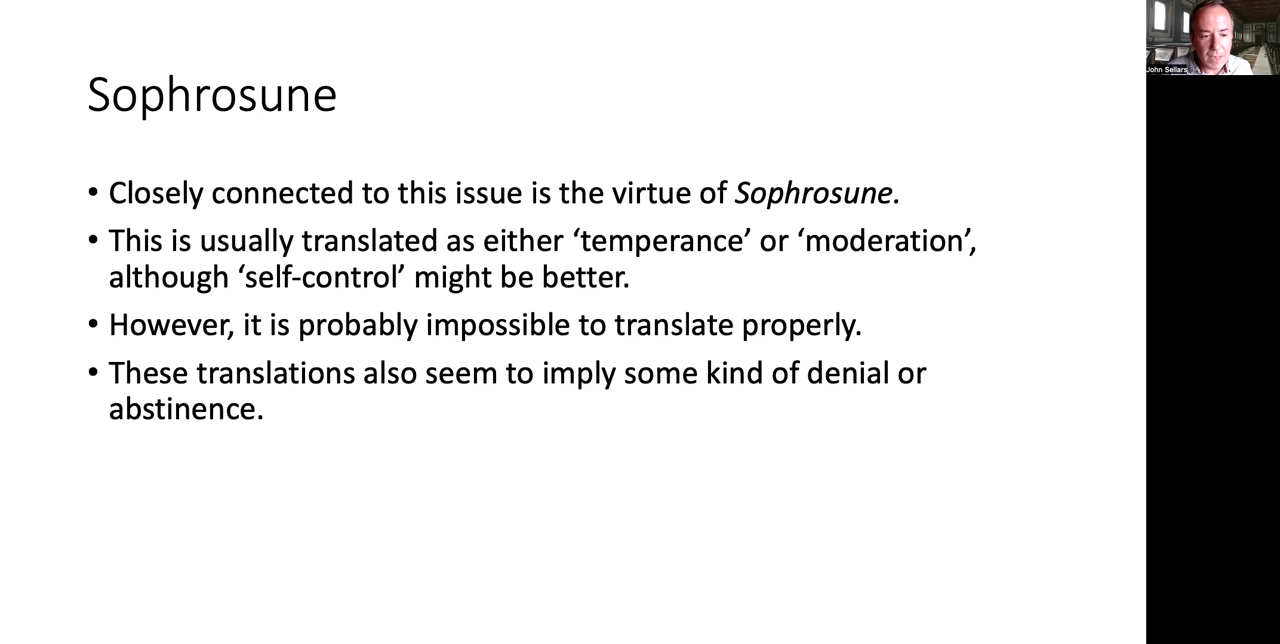 Sophrosune
• Closely connected to this issue is the virtue of Sophrosune.
• This is usually translated as either ‘temperance’ or ‘moderation’,
although ‘self-control’ might be better.
• However, it is probably impossible to translate properly.
• These translations also seem to imply some kind of denial or
abstinence.
John Sellars